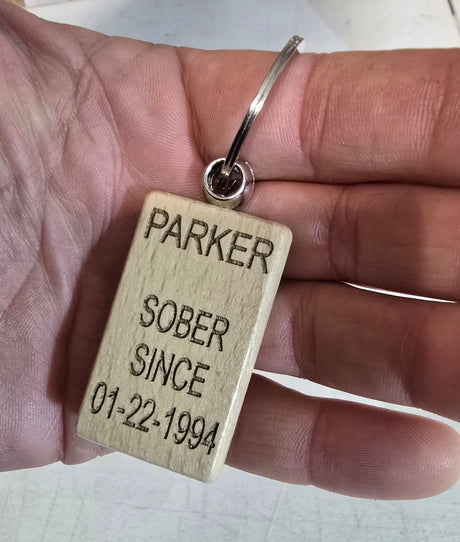 PARKER
SOBER
SINCE
01-22-1994